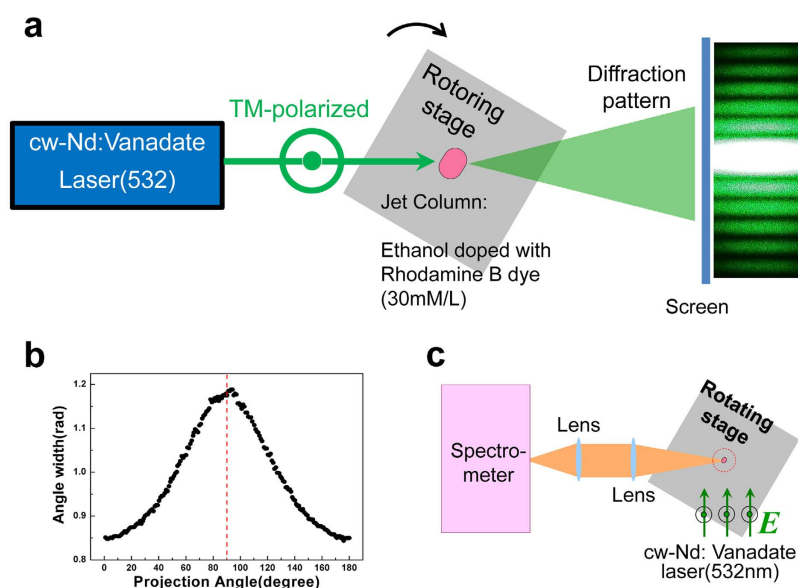 a
cw-Nd:Vanadate
Laser(532)
TM-polarized
Rotoring
stage
Jet Column:
Ethanol doped with
Rhodamine B dye
(30mM/L)
Diffraction
pattern
Screen
b
Angle width(rad)
1.2
1.1
1.0
0.9
0.8
0 20 40 60 80 100 120 140 160 180
Projection Angle(degree)
c
Spectro-
meter
Lens
Lens
Rotating
stage
E
cw-Nd: Vanadate
laser(532nm)